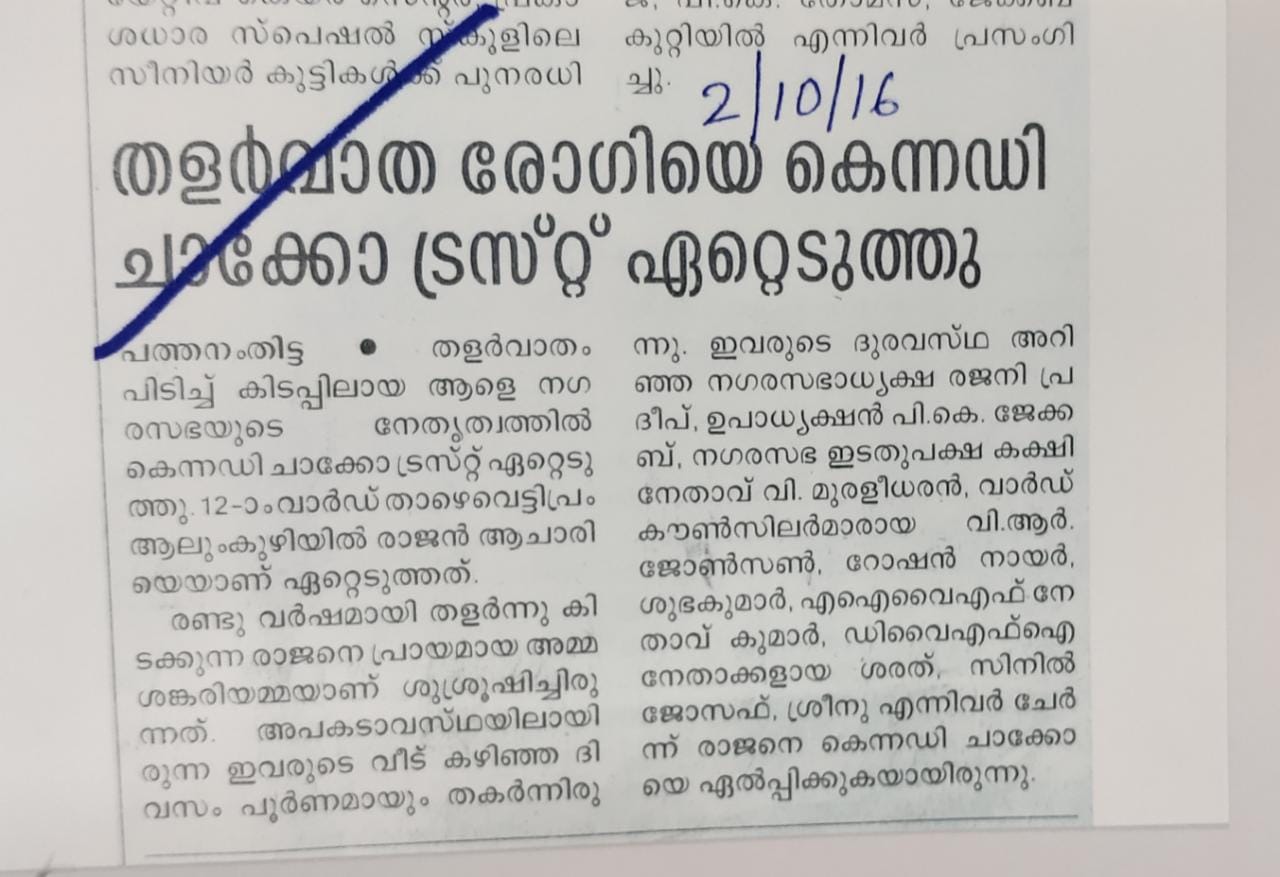 ശധാര സ്പെഷൽ സ്കൂളിലെ
സീനിയർ കുട്ടികൾക്ക് പുനരധി
കുറ്റിയിൽ എന്നിവർ പ്രസംഗി
ച്ചു.
2/10/16
തളർവാത രോഗിയെ കെന്നഡി
ചാക്കോ ട്രസ്റ്റ് ഏറ്റെടുത്തു
പത്തനംതിട്ട ● തളർവാതം
പിടിച്ച് കിടപ്പിലായ ആളെ നഗ
രസഭയുടെ നേതൃത്വത്തിൽ
കെന്നഡി ചാക്കോ ട്രസ്റ്റ് ഏറ്റെടു
ത്തു. 12-ാം വാർഡ് താഴെവെട്ടിപ്രം
ആലുംകുഴിയിൽ രാജൻ ആചാരി
യെയാണ് ഏറ്റെടുത്തത്.
രണ്ടു വർഷമായി തളർന്നു കി
ടക്കുന്ന രാജനെ പ്രായമായ അമ്മ
ശങ്കരിയമ്മയാണ് ശുശ്രൂഷിച്ചിരു
ന്നത്. അപകടാവസ്ഥയിലായി
രുന്ന ഇവരുടെ വീട് കഴിഞ്ഞ ദി
വസം പൂർണമായും തകർന്നിരു
ന്നു. ഇവരുടെ ദുരവസ്ഥ അറി
ഞ്ഞ നഗരസഭാധ്യക്ഷ രജനി പ്ര
ദീപ്, ഉപാധ്യക്ഷൻ പി.കെ. ജേക്ക
ബ്, നഗരസഭ ഇടതുപക്ഷ കക്ഷി
നേതാവ് വി. മുരളീധരൻ, വാർഡ്
കൗൺസിലർമാരായ വി.ആർ.
ജോൺസൺ, റോഷൻ നായർ,
ശുഭകുമാർ, എഐവൈഎഫ് നേ
താവ് കുമാർ, ഡിവൈഎഫ്ഐ
നേതാക്കളായ ശരത്, സിനിൽ
ജോസഫ്, ശ്രീനു എന്നിവർ ചേർ
ന്ന് രാജനെ കെന്നഡി ചാക്കോ
യെ ഏൽപ്പിക്കുകയായിരുന്നു.